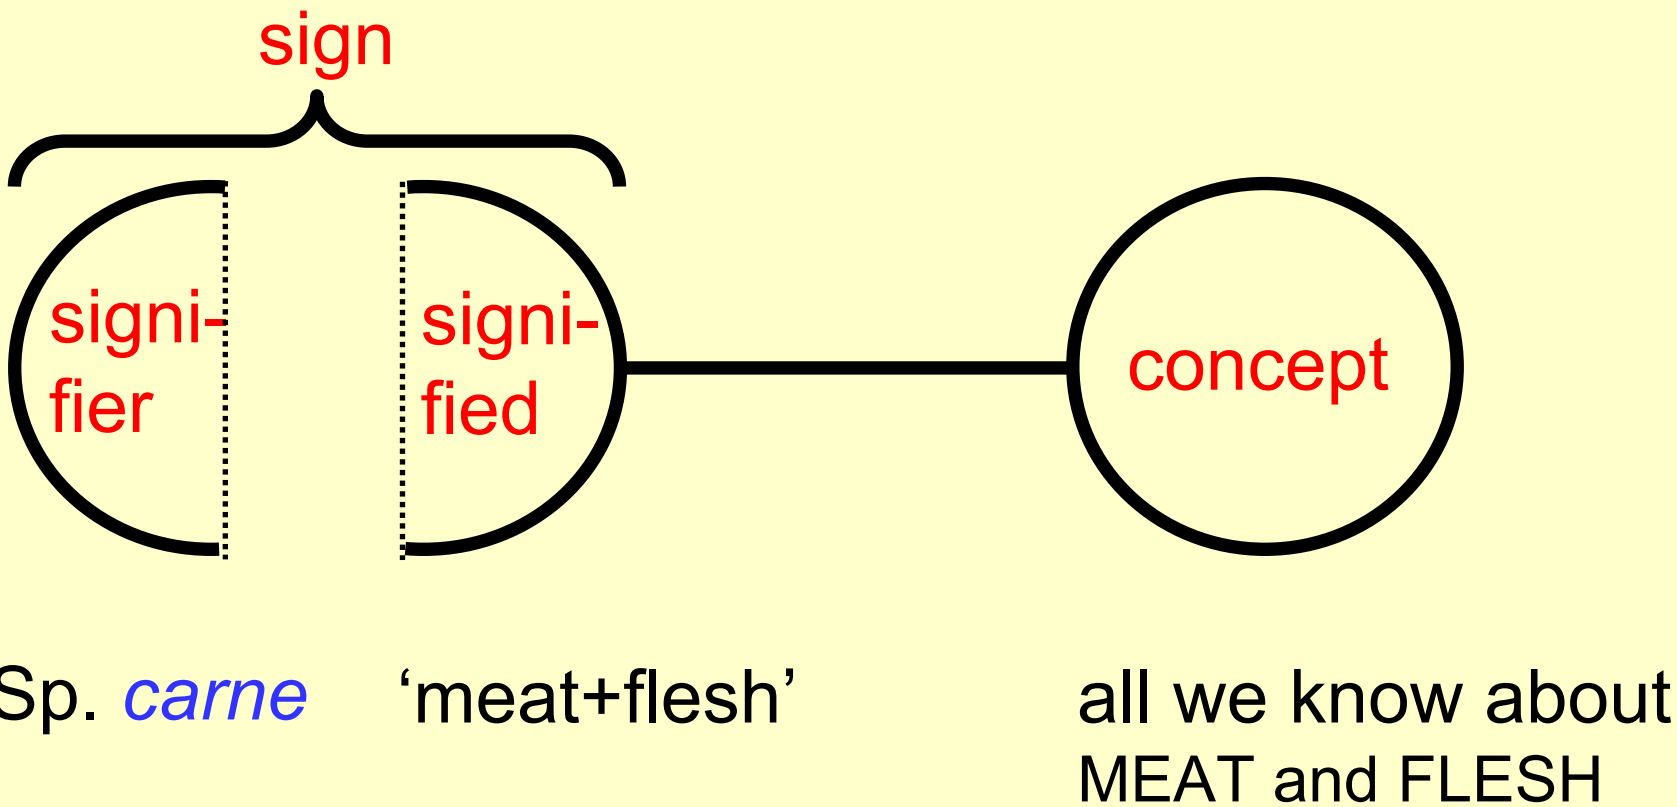 sign
signi-
fier
signi-
fied
concept
Sp. carne
‘meat+flesh’
all we know about
MEAT and FLESH